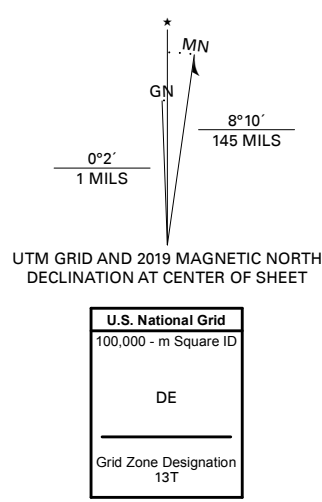 ★
MN
GN
8°10´
145 MILS
0°2´
1 MILS
UTM GRID AND 2019 MAGNETIC NORTH
DECLINATION AT CENTER OF SHEET
U.S. National Grid
100,000 - m Square ID
DE
Grid Zone Designation
13T